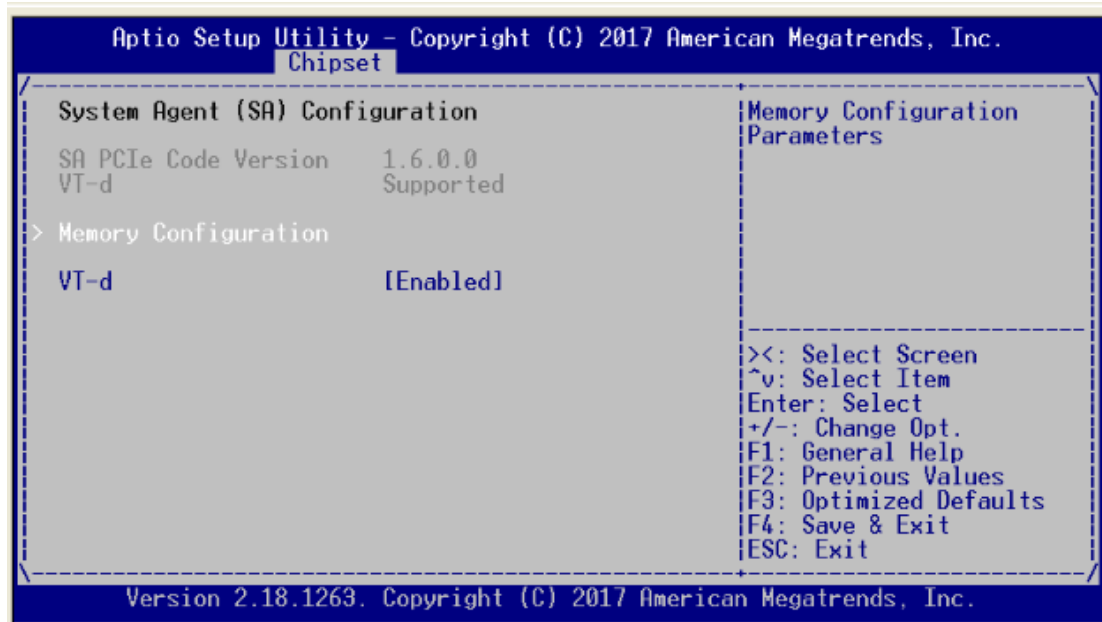 Aptio Setup Utility – Copyright (C) 2017 American Megatrends, Inc.
Chipset
System Agent (SA) Configuration
SA PCIe Code Version 1.6.0.0
VT-d Supported
> Memory Configuration
VT-d [Enabled]
Memory Configuration
Parameters
><: Select Screen
^v: Select Item
Enter: Select
+/-: Change Opt.
F1: General Help
F2: Previous Values
F3: Optimized Defaults
F4: Save & Exit
ESC: Exit
Version 2.18.1263. Copyright (C) 2017 American Megatrends, Inc.